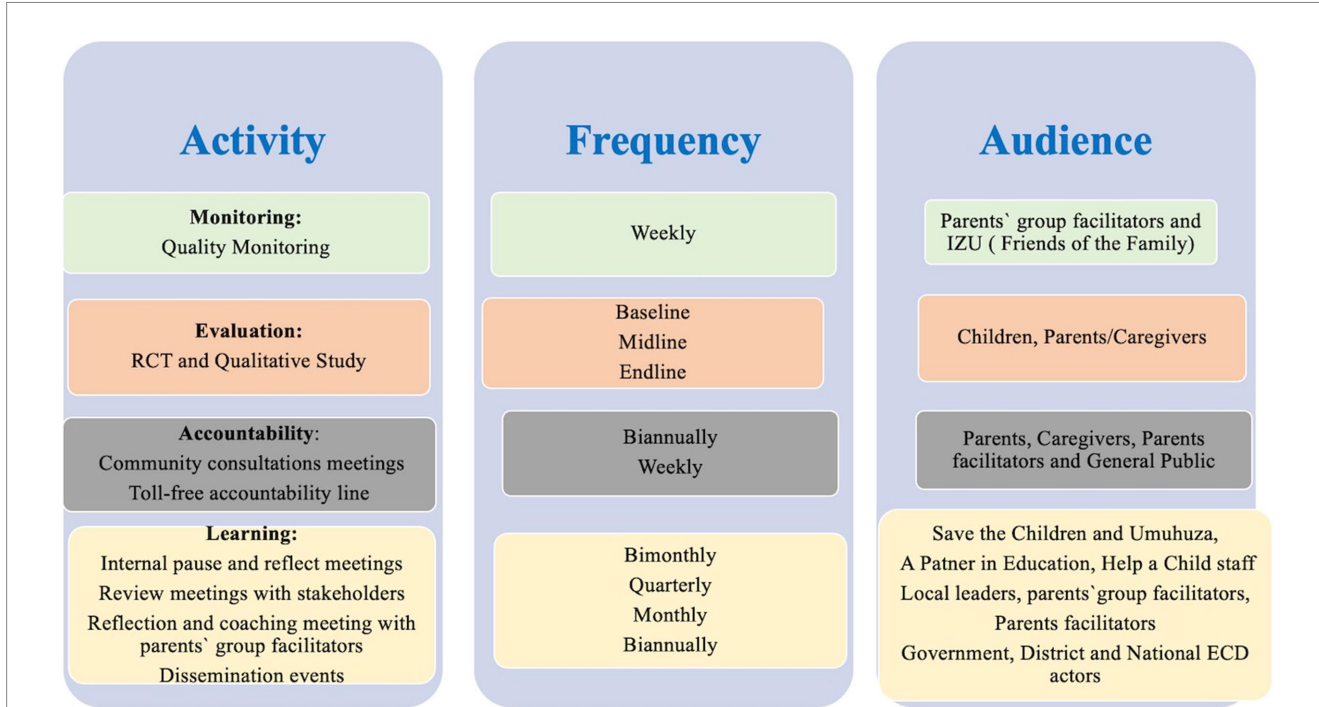 Activity
Monitoring:
Quality Monitoring
Evaluation:
RCT and Qualitative Study
Accountability:
Community consultations meetings
Toll-free accountability line
Learning:
Internal pause and reflect meetings
Review meetings with stakeholders
Reflection and coaching meeting with
parents` group facilitators
Dissemination events
Frequency
Weekly
Baseline
Midline
Endline
Biannually
Weekly
Bimonthly
Quarterly
Monthly
Biannually
Audience
Parents` group facilitators and
IZU ( Friends of the Family)
Children, Parents/Caregivers
Parents, Caregivers, Parents
facilitators and General Public
Save the Children and Umuhuza,
A Patner in Education, Help a Child staff
Local leaders, parents`group facilitators,
Parents facilitators
Government, District and National ECD
actors